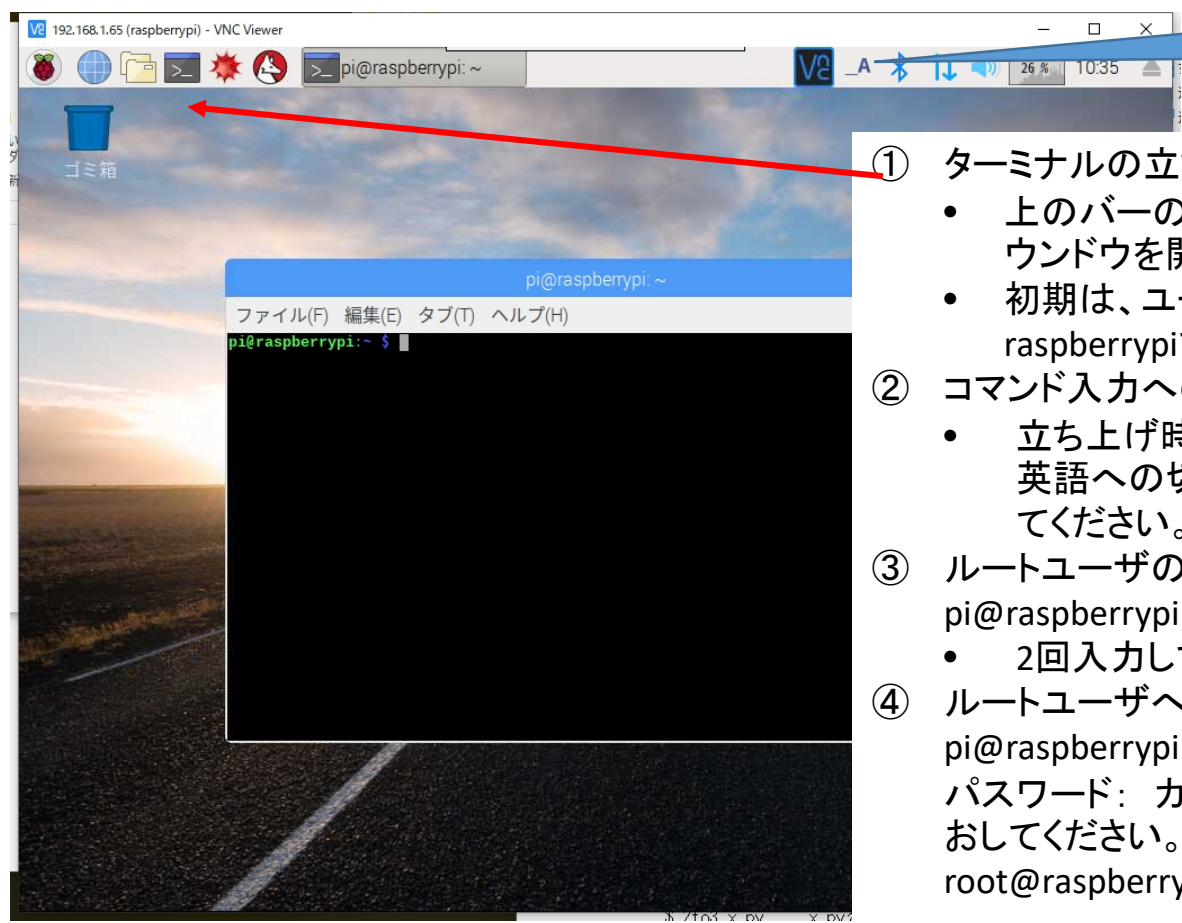 192.168.1.65 (raspberrypi) - VNC Viewer
pi@raspberrypi: ~
_A
26 %
10:35
ゴミ箱
pi@raspberrypi: ~
ファイル(F) 編集(E) タブ(T) ヘルプ(H)
pi@raspberrypi:~ $
① ターミナルの立
• 上のバーの
ウンドウを開
• 初期は、ユー
raspberrypi
② コマンド入力へ
• 立ち上げ時
英語への切
てください。
③ ルートユーザの
pi@raspberrypi
• 2回入力し
④ ルートユーザへ
pi@raspberrypi
パスワード: カ
おしてください。
root@raspberry